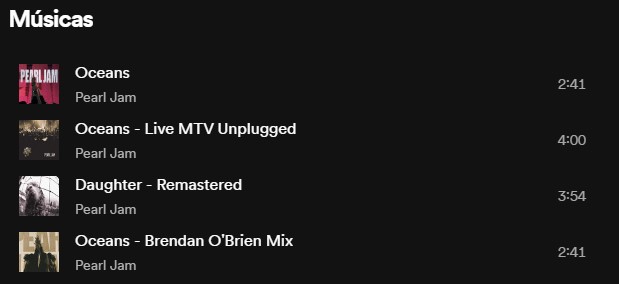 Músicas
PEARL JAM
Oceans
Pearl Jam
2:41
Oceans - Live MTV Unplugged
Pearl Jam
4:00
Daughter - Remastered
Pearl Jam
3:54
Oceans - Brendan O'Brien Mix
Pearl Jam
2:41